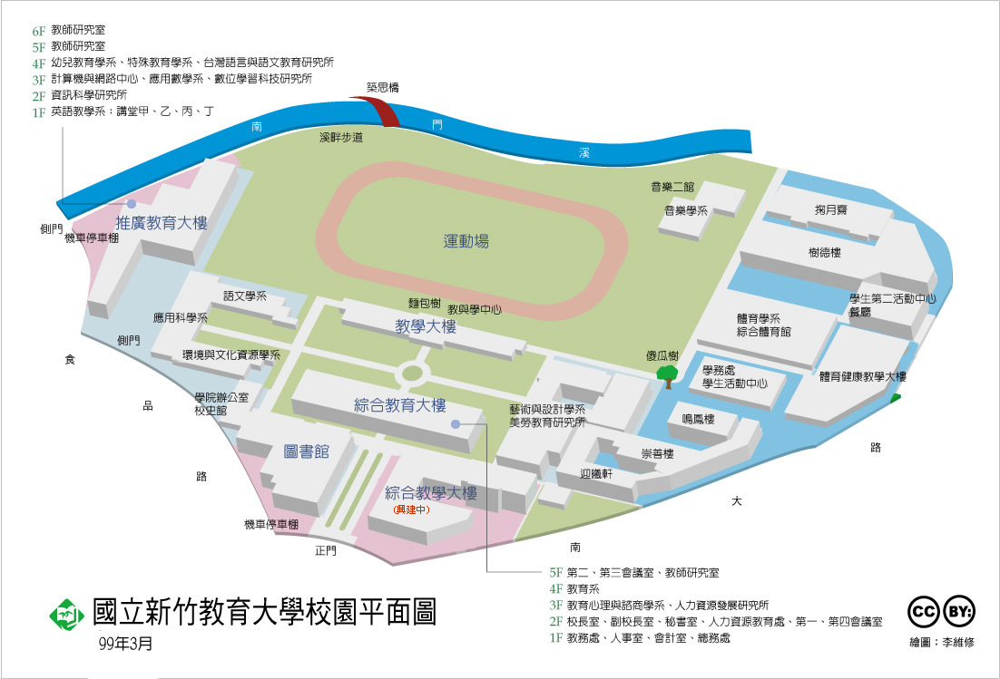 6F 教師研究室
5F 教師研究室
4F 幼兒教育學系、特殊教育學系、台灣語言與語文教育研究所
3F 計算機與網路中心、應用數學系、數位學習科技研究所
2F 資訊科學研究所
1F 英語教學系；講堂甲、乙、丙、丁
築思橋
南 門 溪
溪畔步道
音樂二館
音樂學系
掬月齋
側門
推廣教育大樓
機車停車棚
運動場
樹德樓
語文學系
麵包樹
教與學中心
學生第二活動中心
餐廳
應用科學系
教學大樓
體育學系
綜合體育館
側門
環境與文化資源學系
傻瓜樹
食
品
路
學務處
學生活動中心
體育健康教學大樓
學院辦公室
校史館
綜合教育大樓
藝術與設計學系
美勞教育研究所
鳴鳳樓
圖書館
崇善樓
迎曦軒
綜合教學大樓
(興建中)
機車停車棚
正門
南
大
路
5F 第二、第三會議室、教師研究室
4F 教育系
3F 教育心理與諮商學系、人力資源發展研究所
2F 校長室、副校長室、秘書室、人力資源教育處、第一、第四會議室
1F 教務處、人事室、會計室、總務處
國立新竹教育大學校園平面圖
99年3月
CC BY:
繪圖：李維修